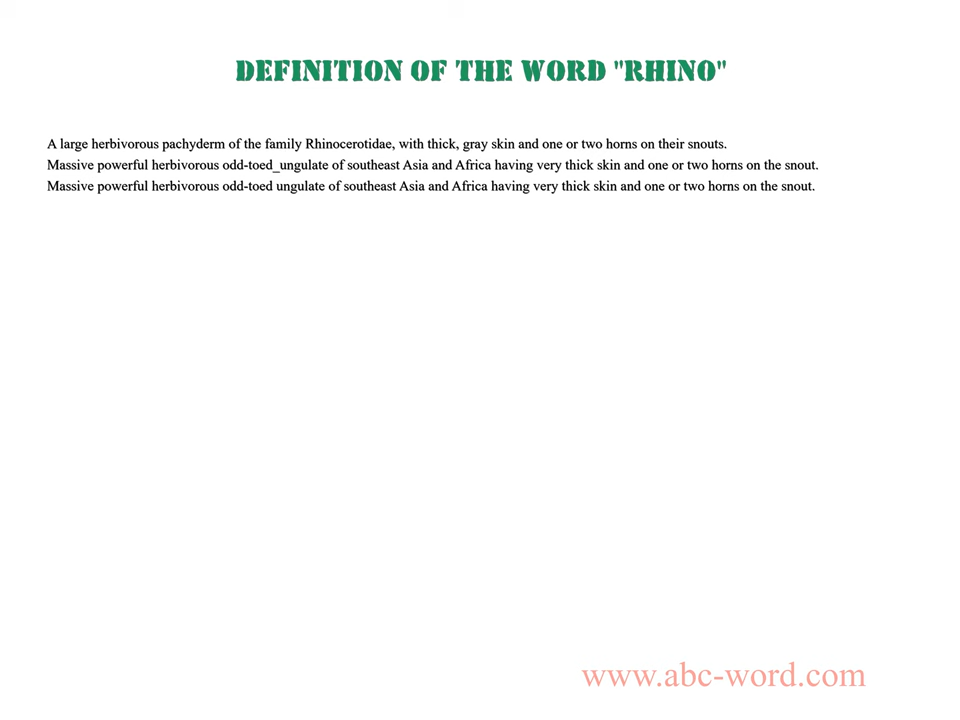 DEFINITION OF THE WORD "RHINO"
A large herbivorous pachyderm of the family Rhinocerotidae, with thick, gray skin and one or two horns on their snouts.
Massive powerful herbivorous odd-toed_ungulate of southeast Asia and Africa having very thick skin and one or two horns on the snout.
Massive powerful herbivorous odd-toed ungulate of southeast Asia and Africa having very thick skin and one or two horns on the snout.
www.abc-word.com